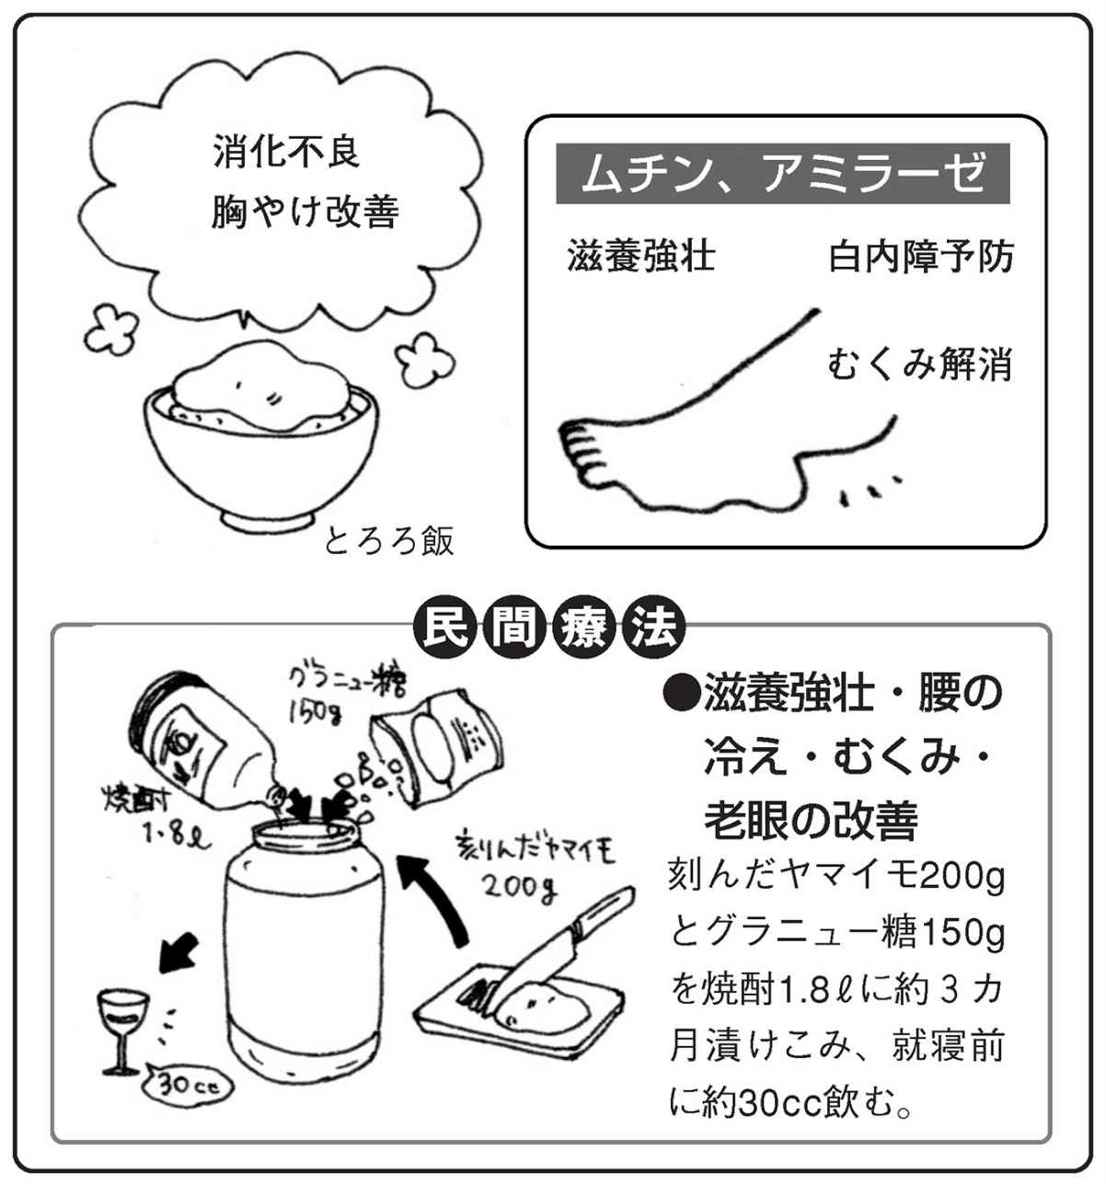 消化不良
胸やけ改善
とろろ飯
ムチン、アミラーゼ
滋養強壮
白内障予防
むくみ解消
民間療法
グラニュー糖
150g
焼酎
1.8ℓ
刻んだヤマイモ
200g
30cc
●滋養強壮・腰の
冷え・むくみ・
老眼の改善
刻んだヤマイモ200g
とグラニュー糖150g
を焼酎1.8ℓに約3カ
月漬けこみ、就寝前
に約30cc飲む。